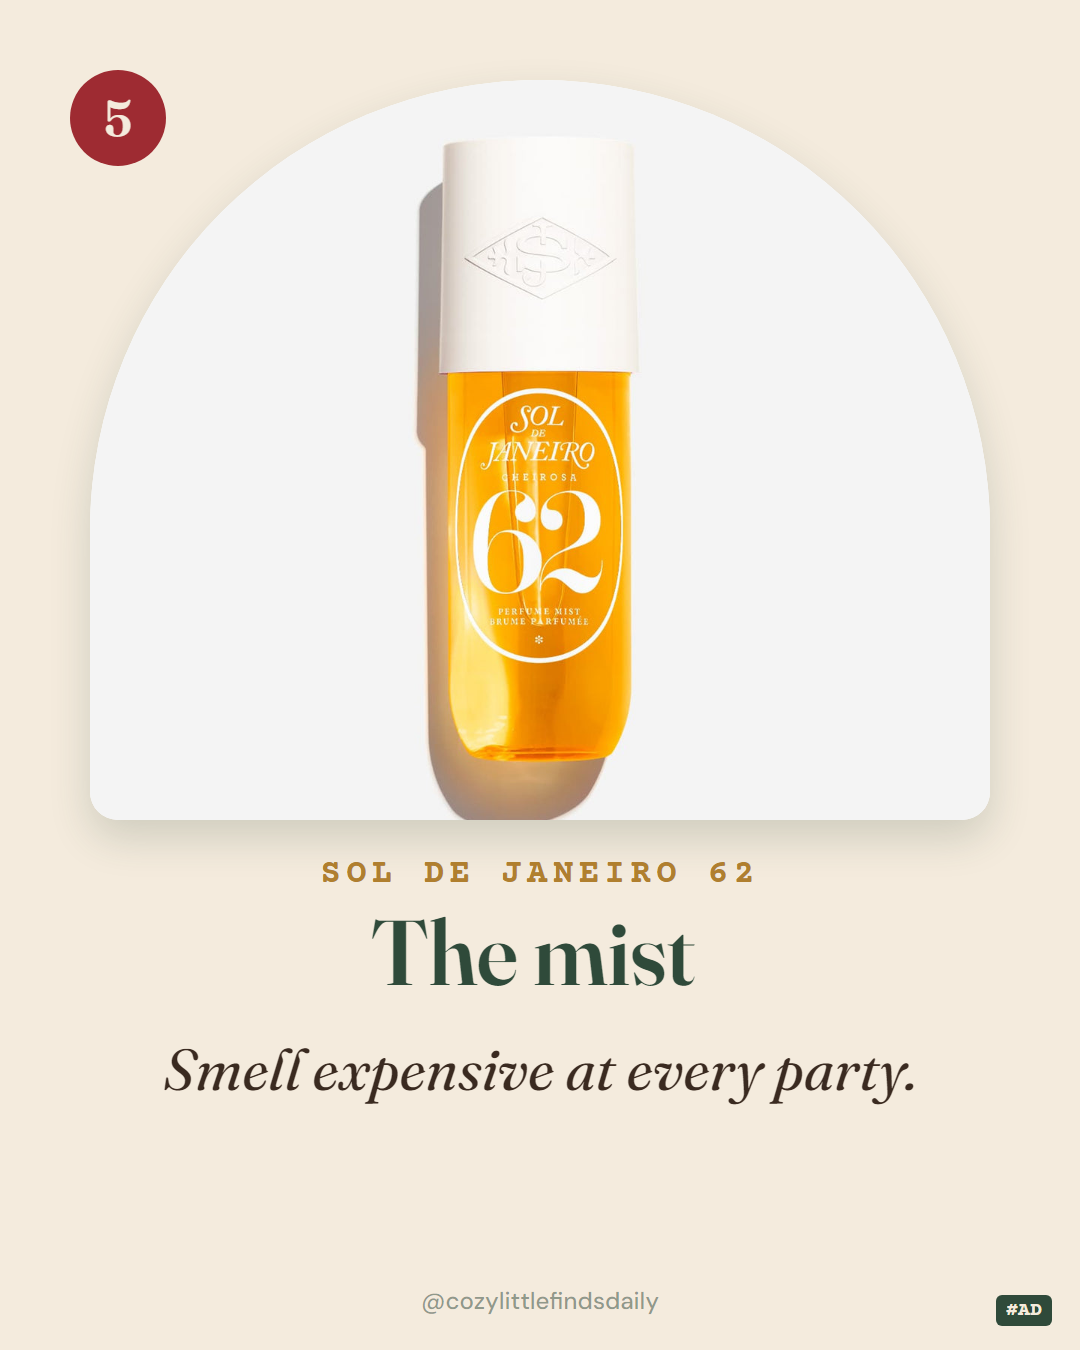 5
SOL
DE
JANEIRO
CHEIROSA
62
PERFUME MIST
BRUME PARFUMÉE
SOL DE JANEIRO 62
The mist
Smell expensive at every party.
@cozylittlefindsdaily
#AD